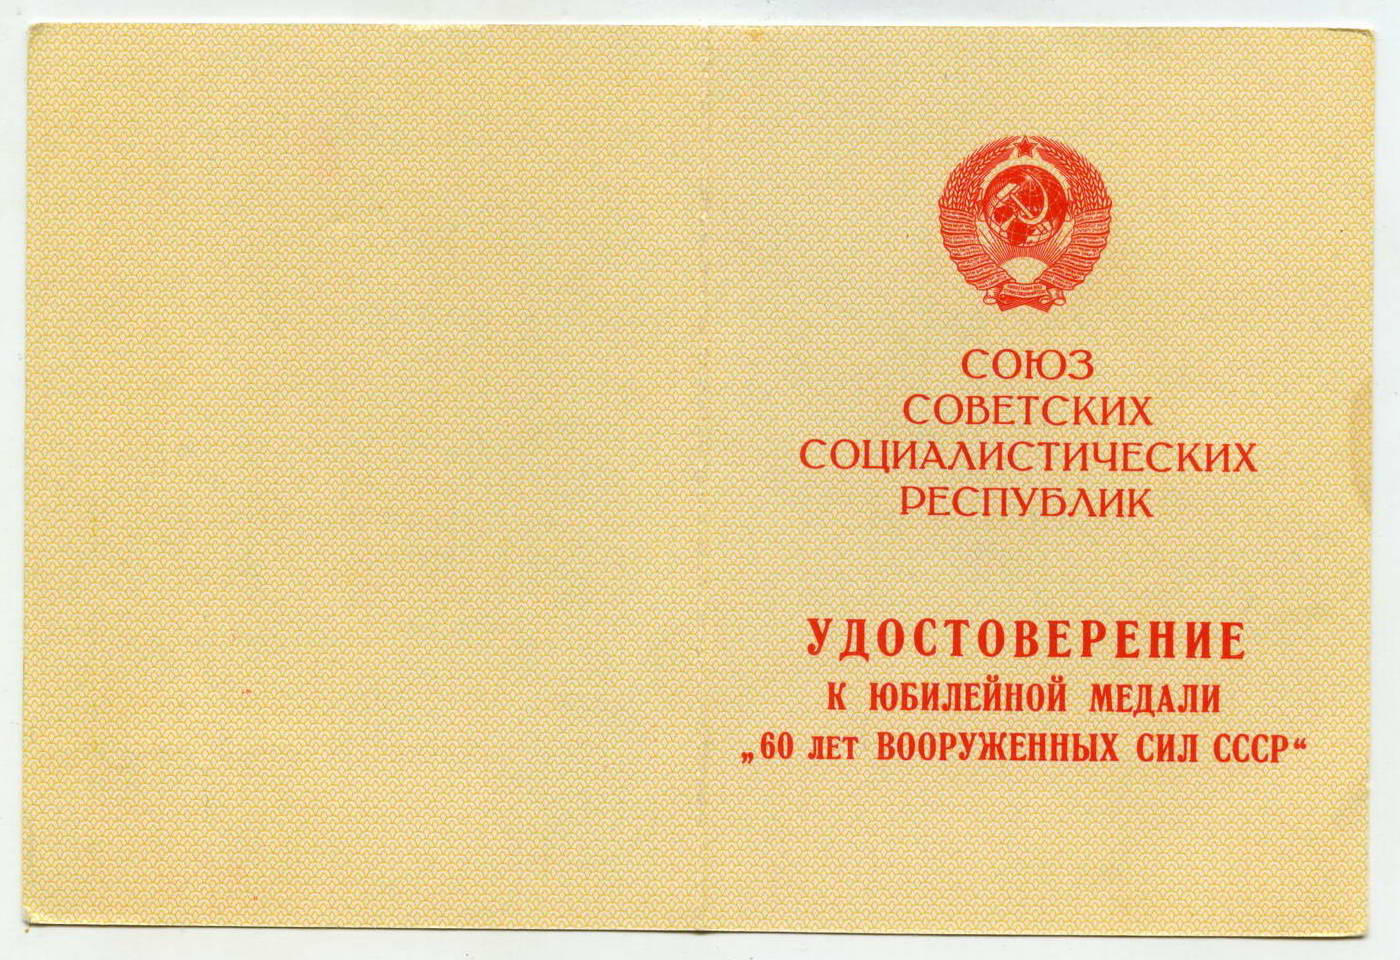 СОЮЗ
СОВЕТСКИХ
СОЦИАЛИСТИЧЕСКИХ
РЕСПУБЛИК
УДОСТОВЕРЕНИЕ
К ЮБИЛЕЙНОЙ МЕДАЛИ
„60 ЛЕТ ВООРУЖЕННЫХ СИЛ СССР“